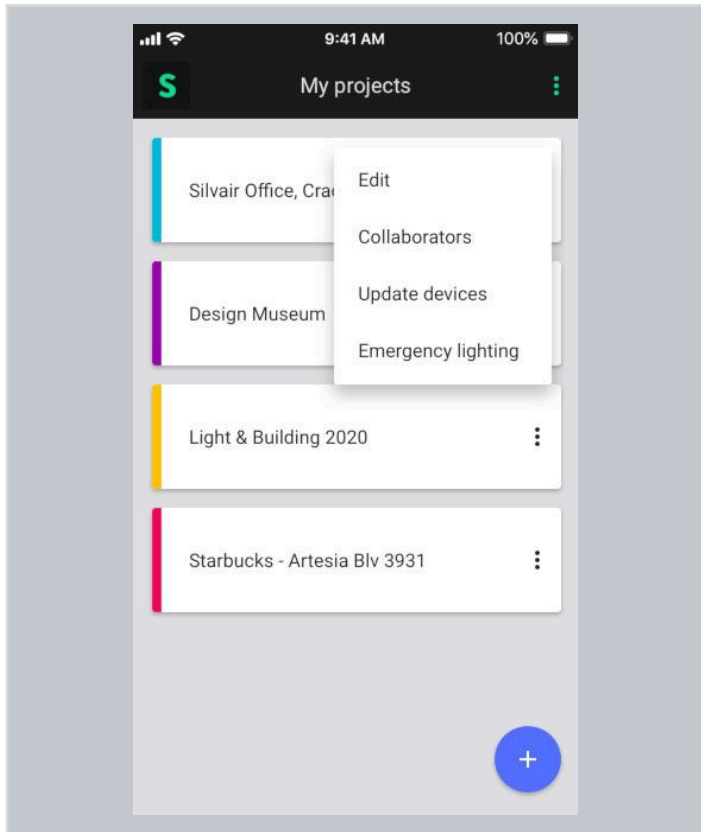 9:41 AM
100%
S
My projects
Silvair Office,
Edit
Collaborators
Design Museum
Update devices
Emergency lighting
Light & Building 2020
Starbucks - Artesia Blv 3931
+